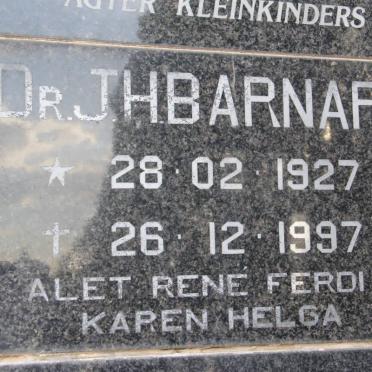 AGTER KLEINKINDERS
DR. J.H BARNAR
★ 28·02·1927
† 26·12·1997
ALET RENE FERDI
KAREN HELGA